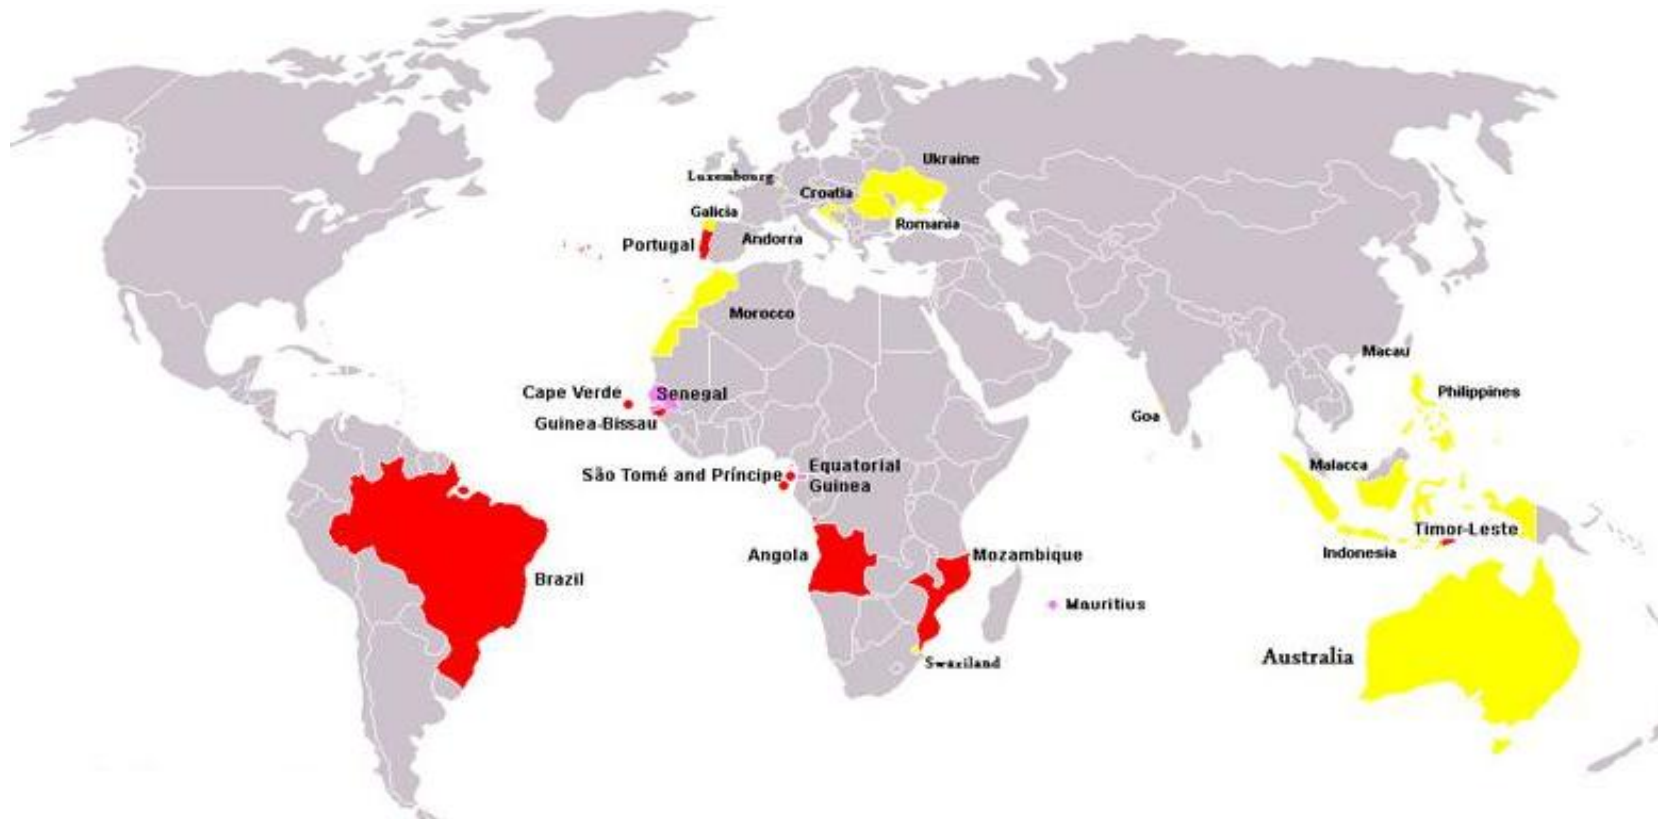 Ukraine
Luxembourg
Croatia
Galicia
Romania
Portugal
Andorra
Morocco
Macau
Cape Verde
Senegal
Philippines
Goa
Guinea-Bissau
Malacca
São Tomé and Príncipe
Equatorial
Guinea
Timor-Leste
Indonesia
Angola
Mozambique
Brazil
Mauritius
Australia
Swaziland